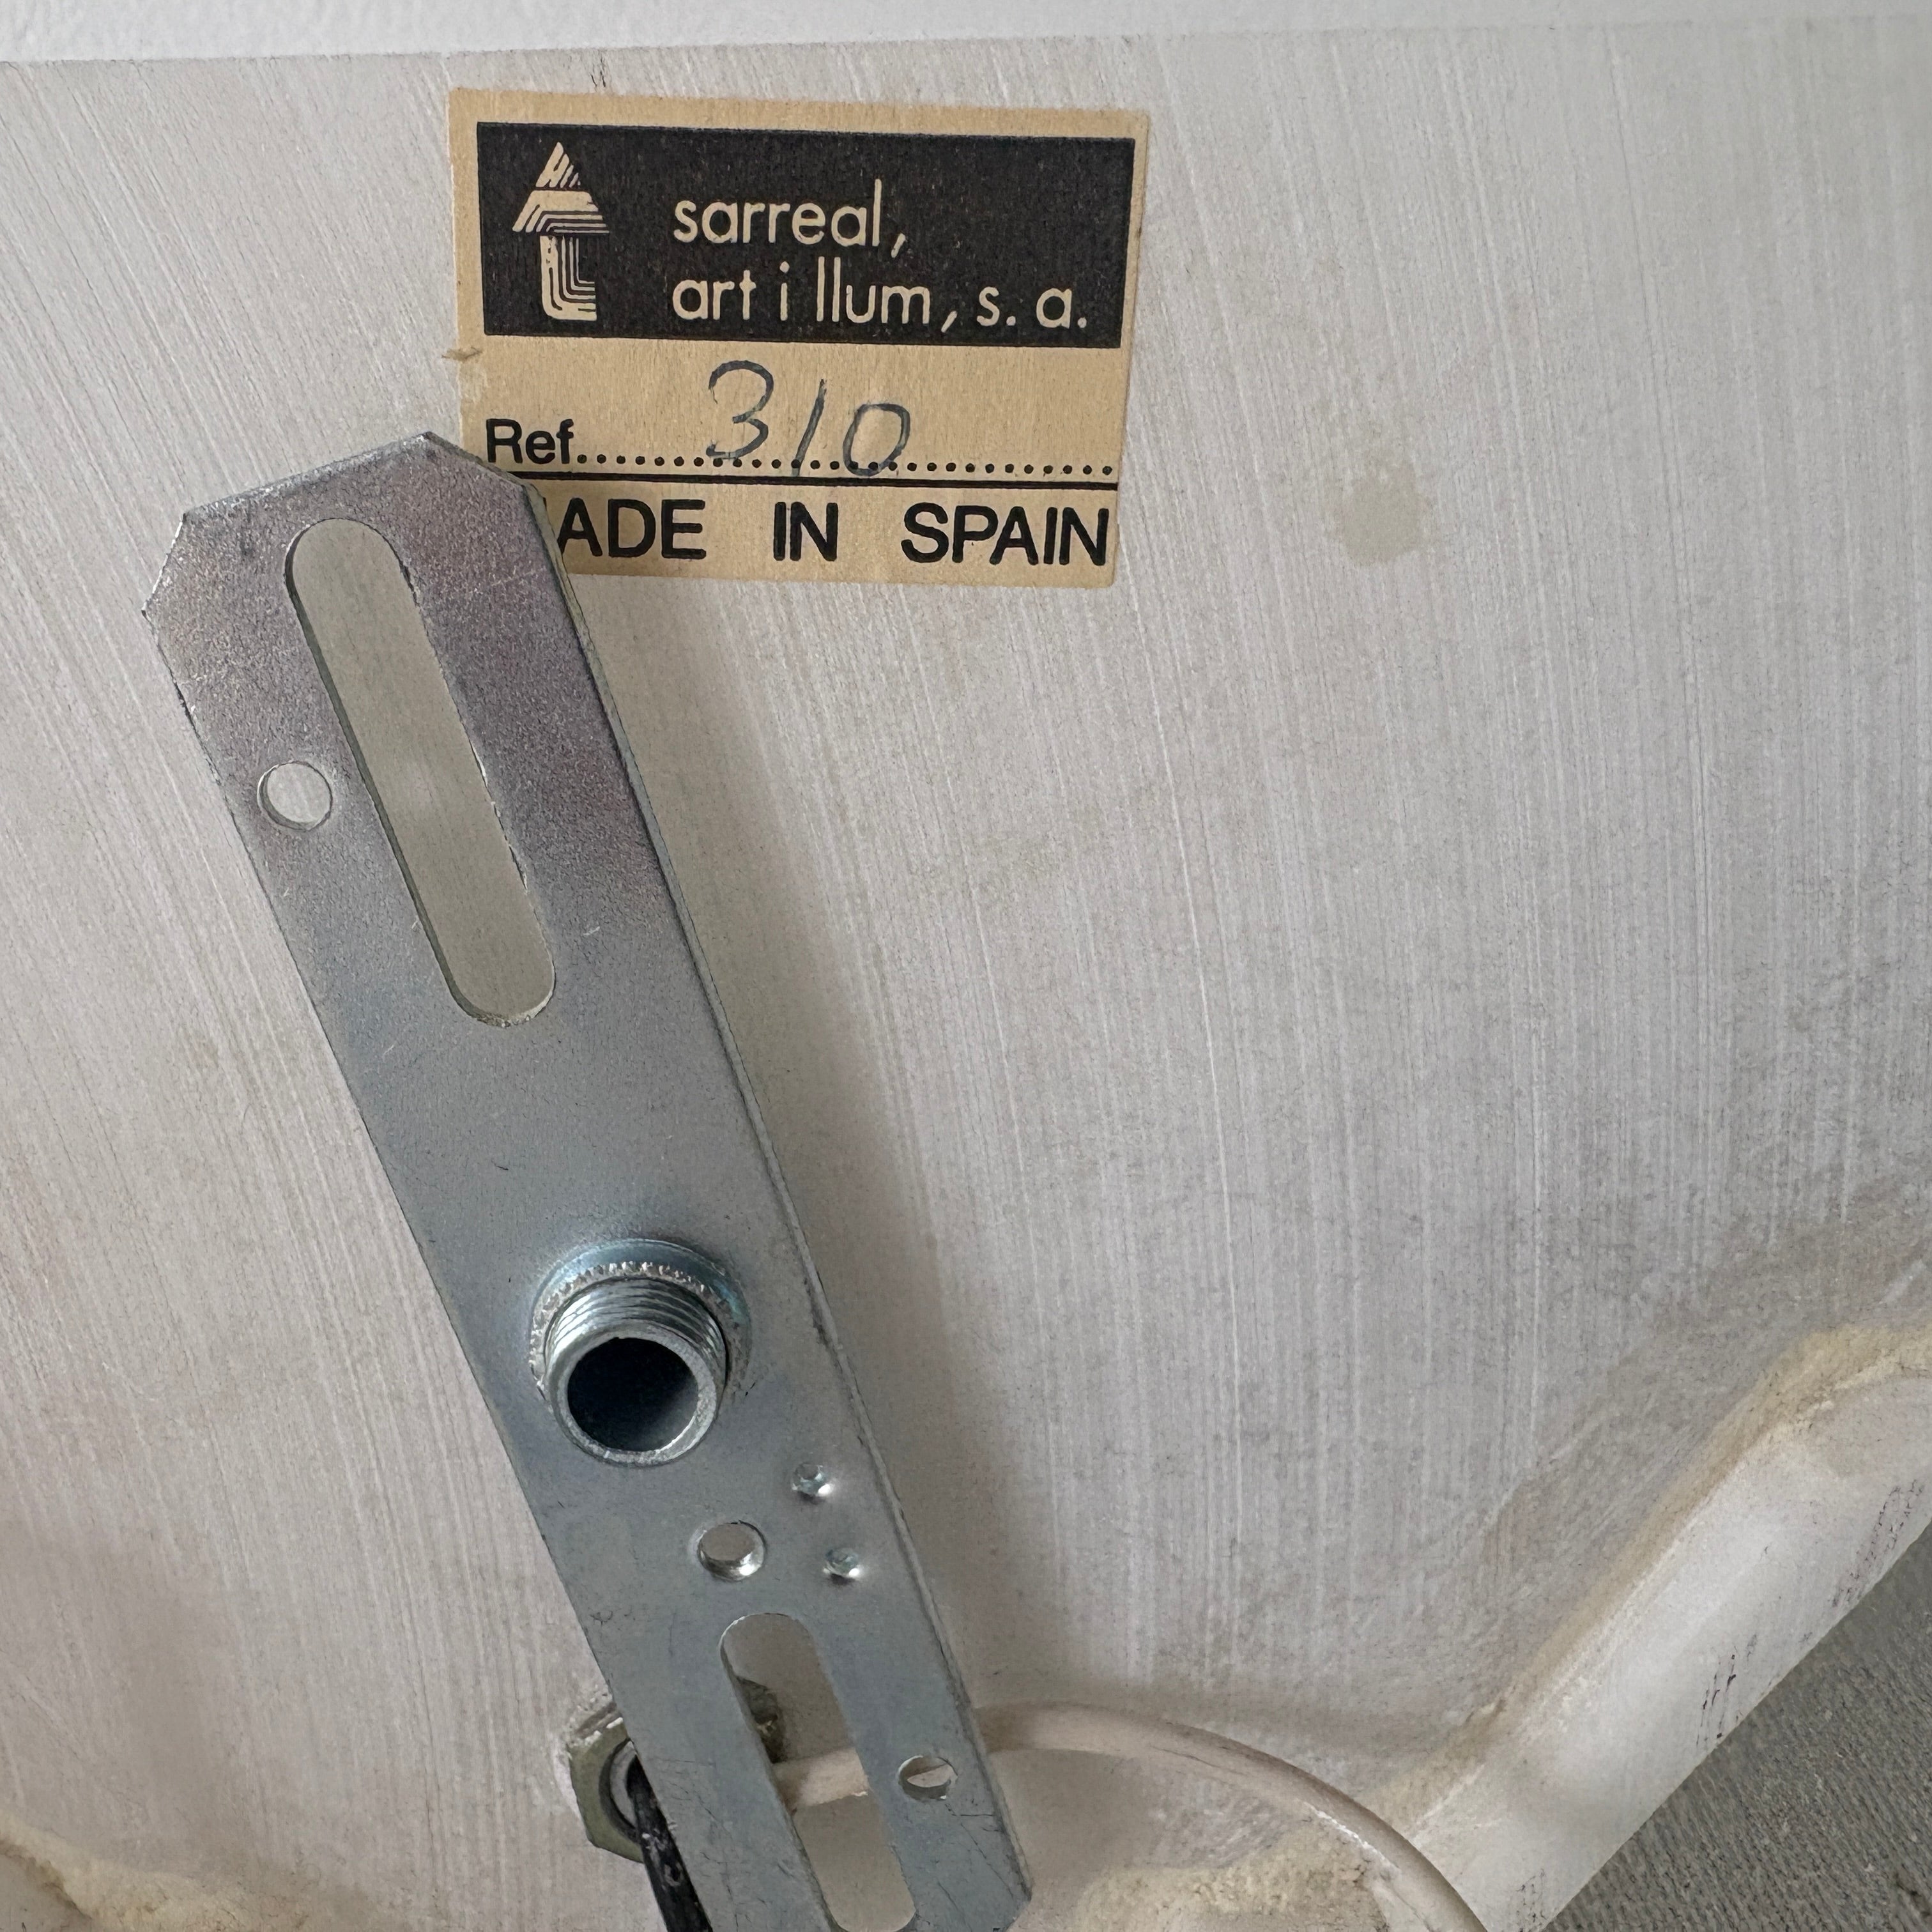 sarreal,
art i llum, s. a.
Ref. 310
ADE IN SPAIN